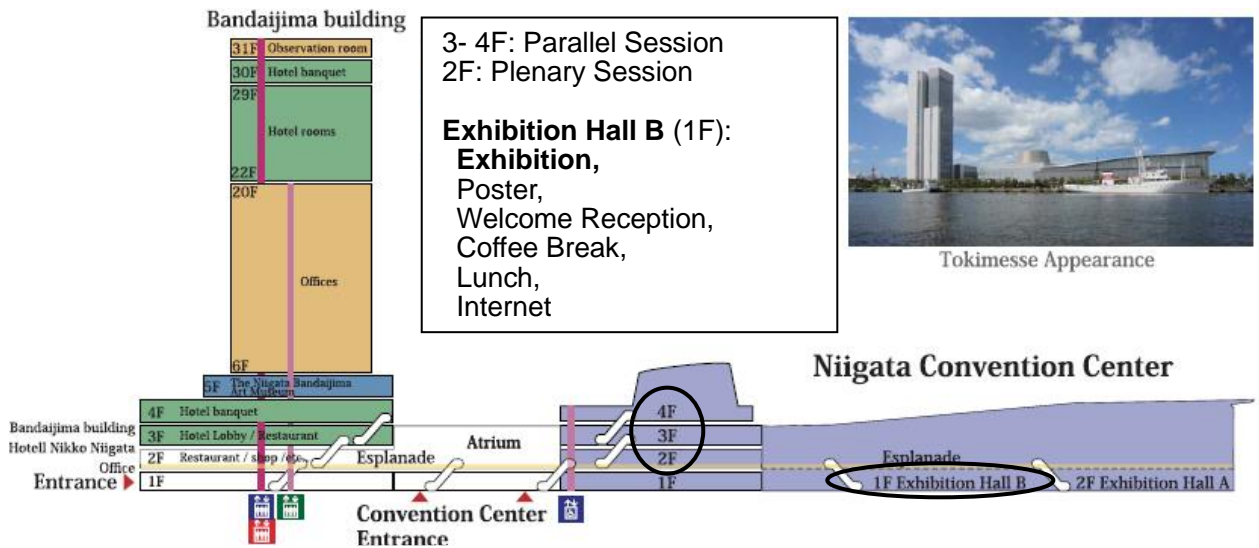 Bandaijima building
31F Observation room
30F Hotel banquet
29F
Hotel rooms
22F
20F
Offices
6F
5F The Niigata Bandaijima
Art Museum
4F Hotel banquet
3F Hotel Lobby / Restaurant
2F Restaurant / shop /etc
1F
Bandaijima building
Hotell Nikko Niigata
Office
Entrance
3- 4F: Parallel Session
2F: Plenary Session
Exhibition Hall B (1F):
Exhibition,
Poster,
Welcome Reception,
Coffee Break,
Lunch,
Internet
Tokimesse Appearance
Niigata Convention Center
Atrium
Esplanade
4F
3F
2F
1F
Esplanade
1F Exhibition Hall B
2F Exhibition Hall A
Convention Center
Entrance